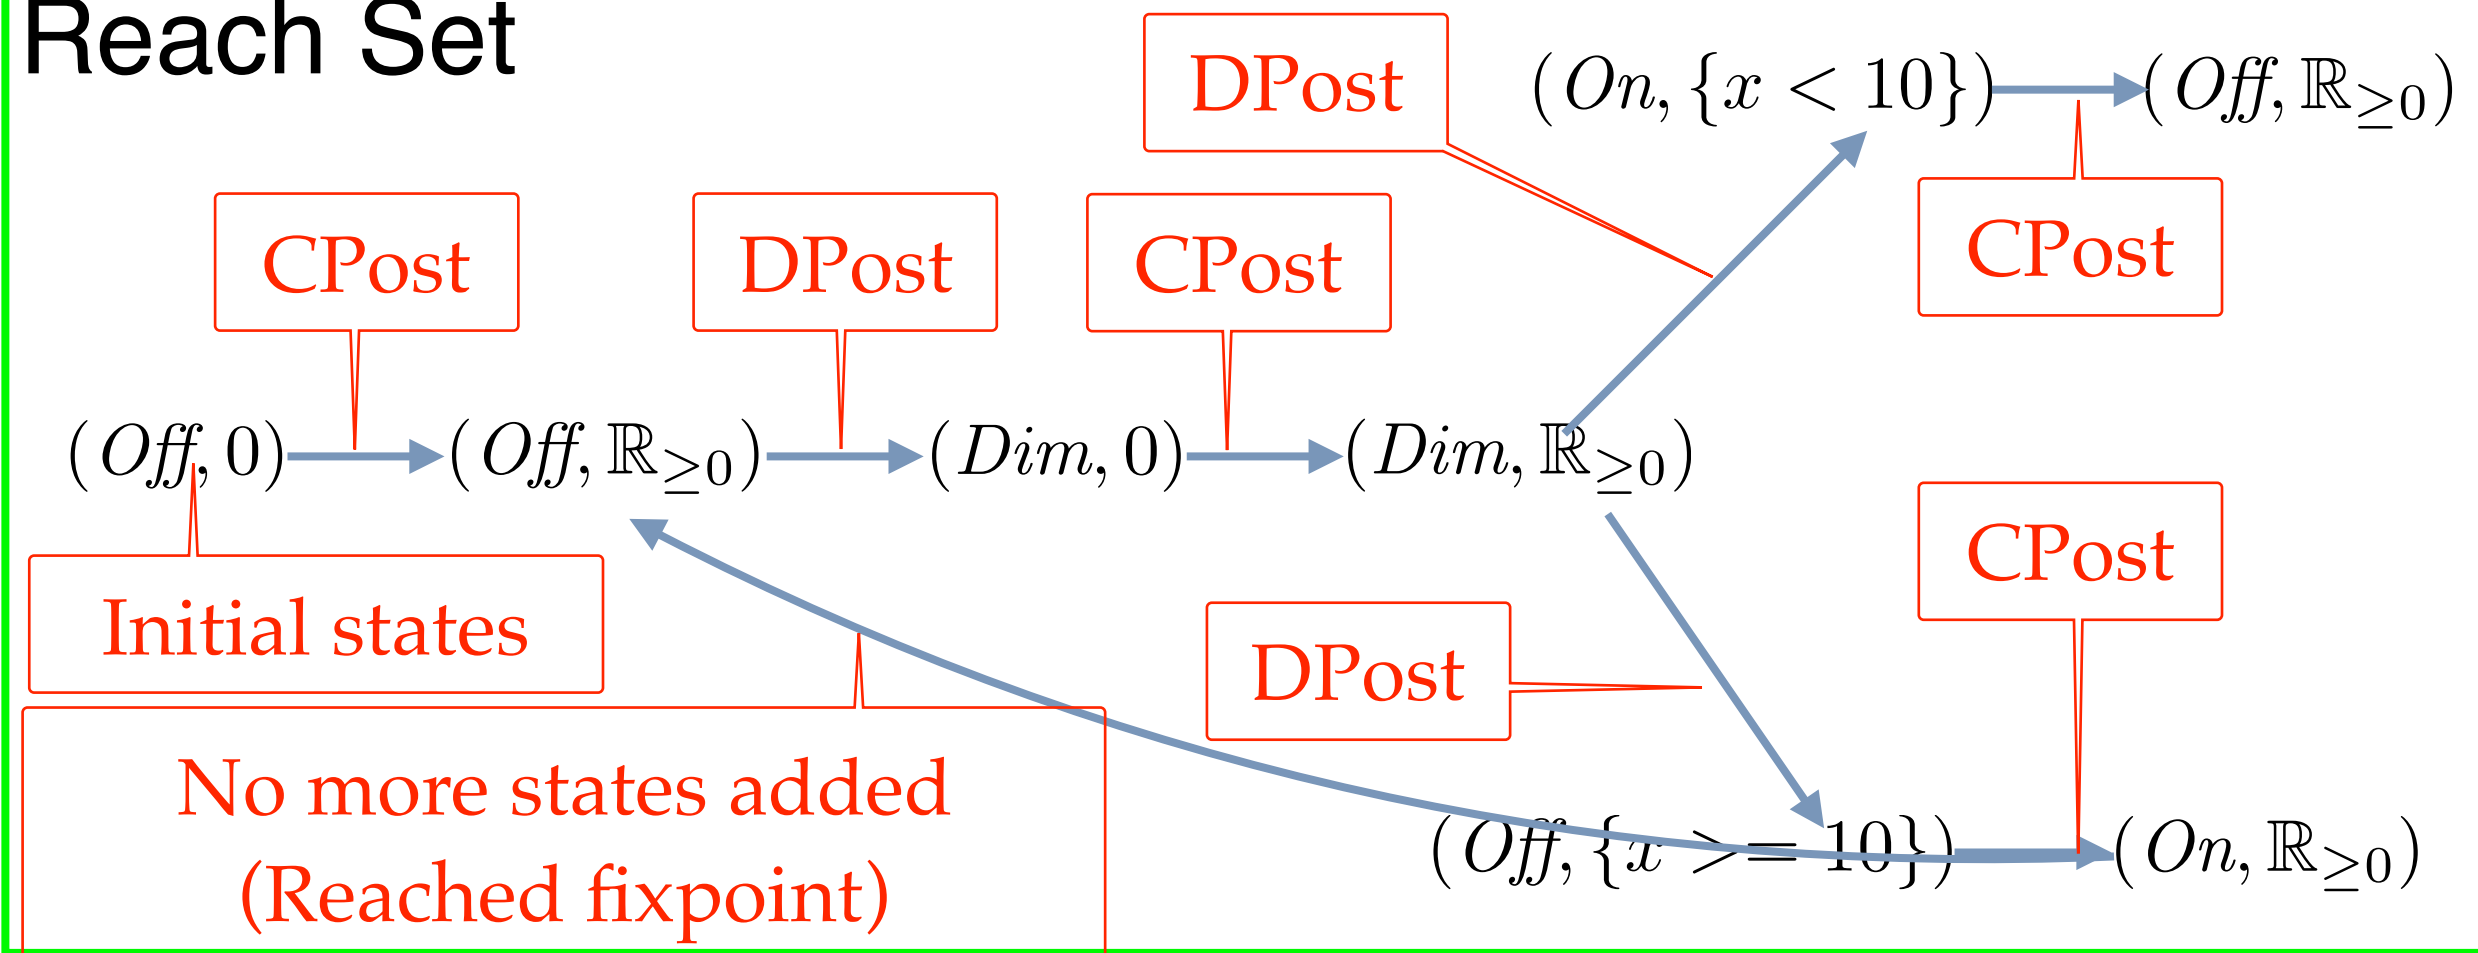 Reach Set
DPost
(On, {x < 10})
(Off, ℝ≥0)
CPost
DPost
CPost
CPost
(Off, 0)
(Off, ℝ≥0)
(Dim, 0)
(Dim, ℝ≥0)
CPost
Initial states
DPost
No more states added
(Reached fixpoint)
(Off, {x >= 10})
(On, ℝ≥0)